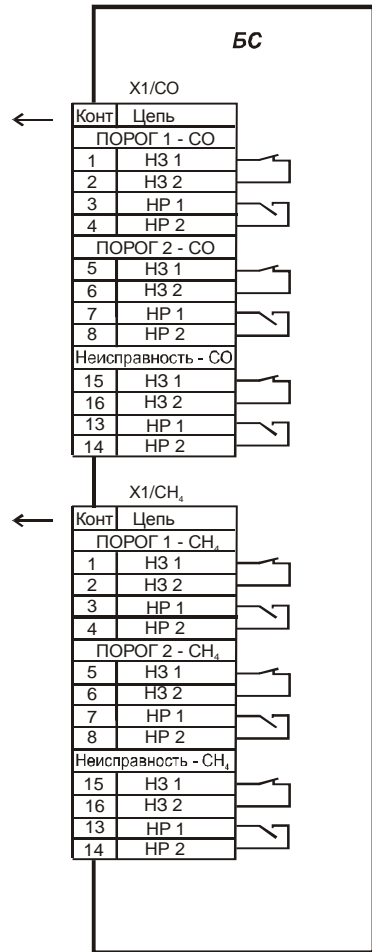 БС
X1/CO
Конт Цепь
ПОРОГ 1 - CO
1 НЗ 1
2 НЗ 2
3 НР 1
4 НР 2
ПОРОГ 2 - CO
5 НЗ 1
6 НЗ 2
7 НР 1
8 НР 2
Неисправность - CO
15 НЗ 1
16 НЗ 2
13 НР 1
14 НР 2
X1/CH₄
Конт Цепь
ПОРОГ 1 - CH₄
1 НЗ 1
2 НЗ 2
3 НР 1
4 НР 2
ПОРОГ 2 - CH₄
5 НЗ 1
6 НЗ 2
7 НР 1
8 НР 2
Неисправность - CH₄
15 НЗ 1
16 НЗ 2
13 НР 1
14 НР 2